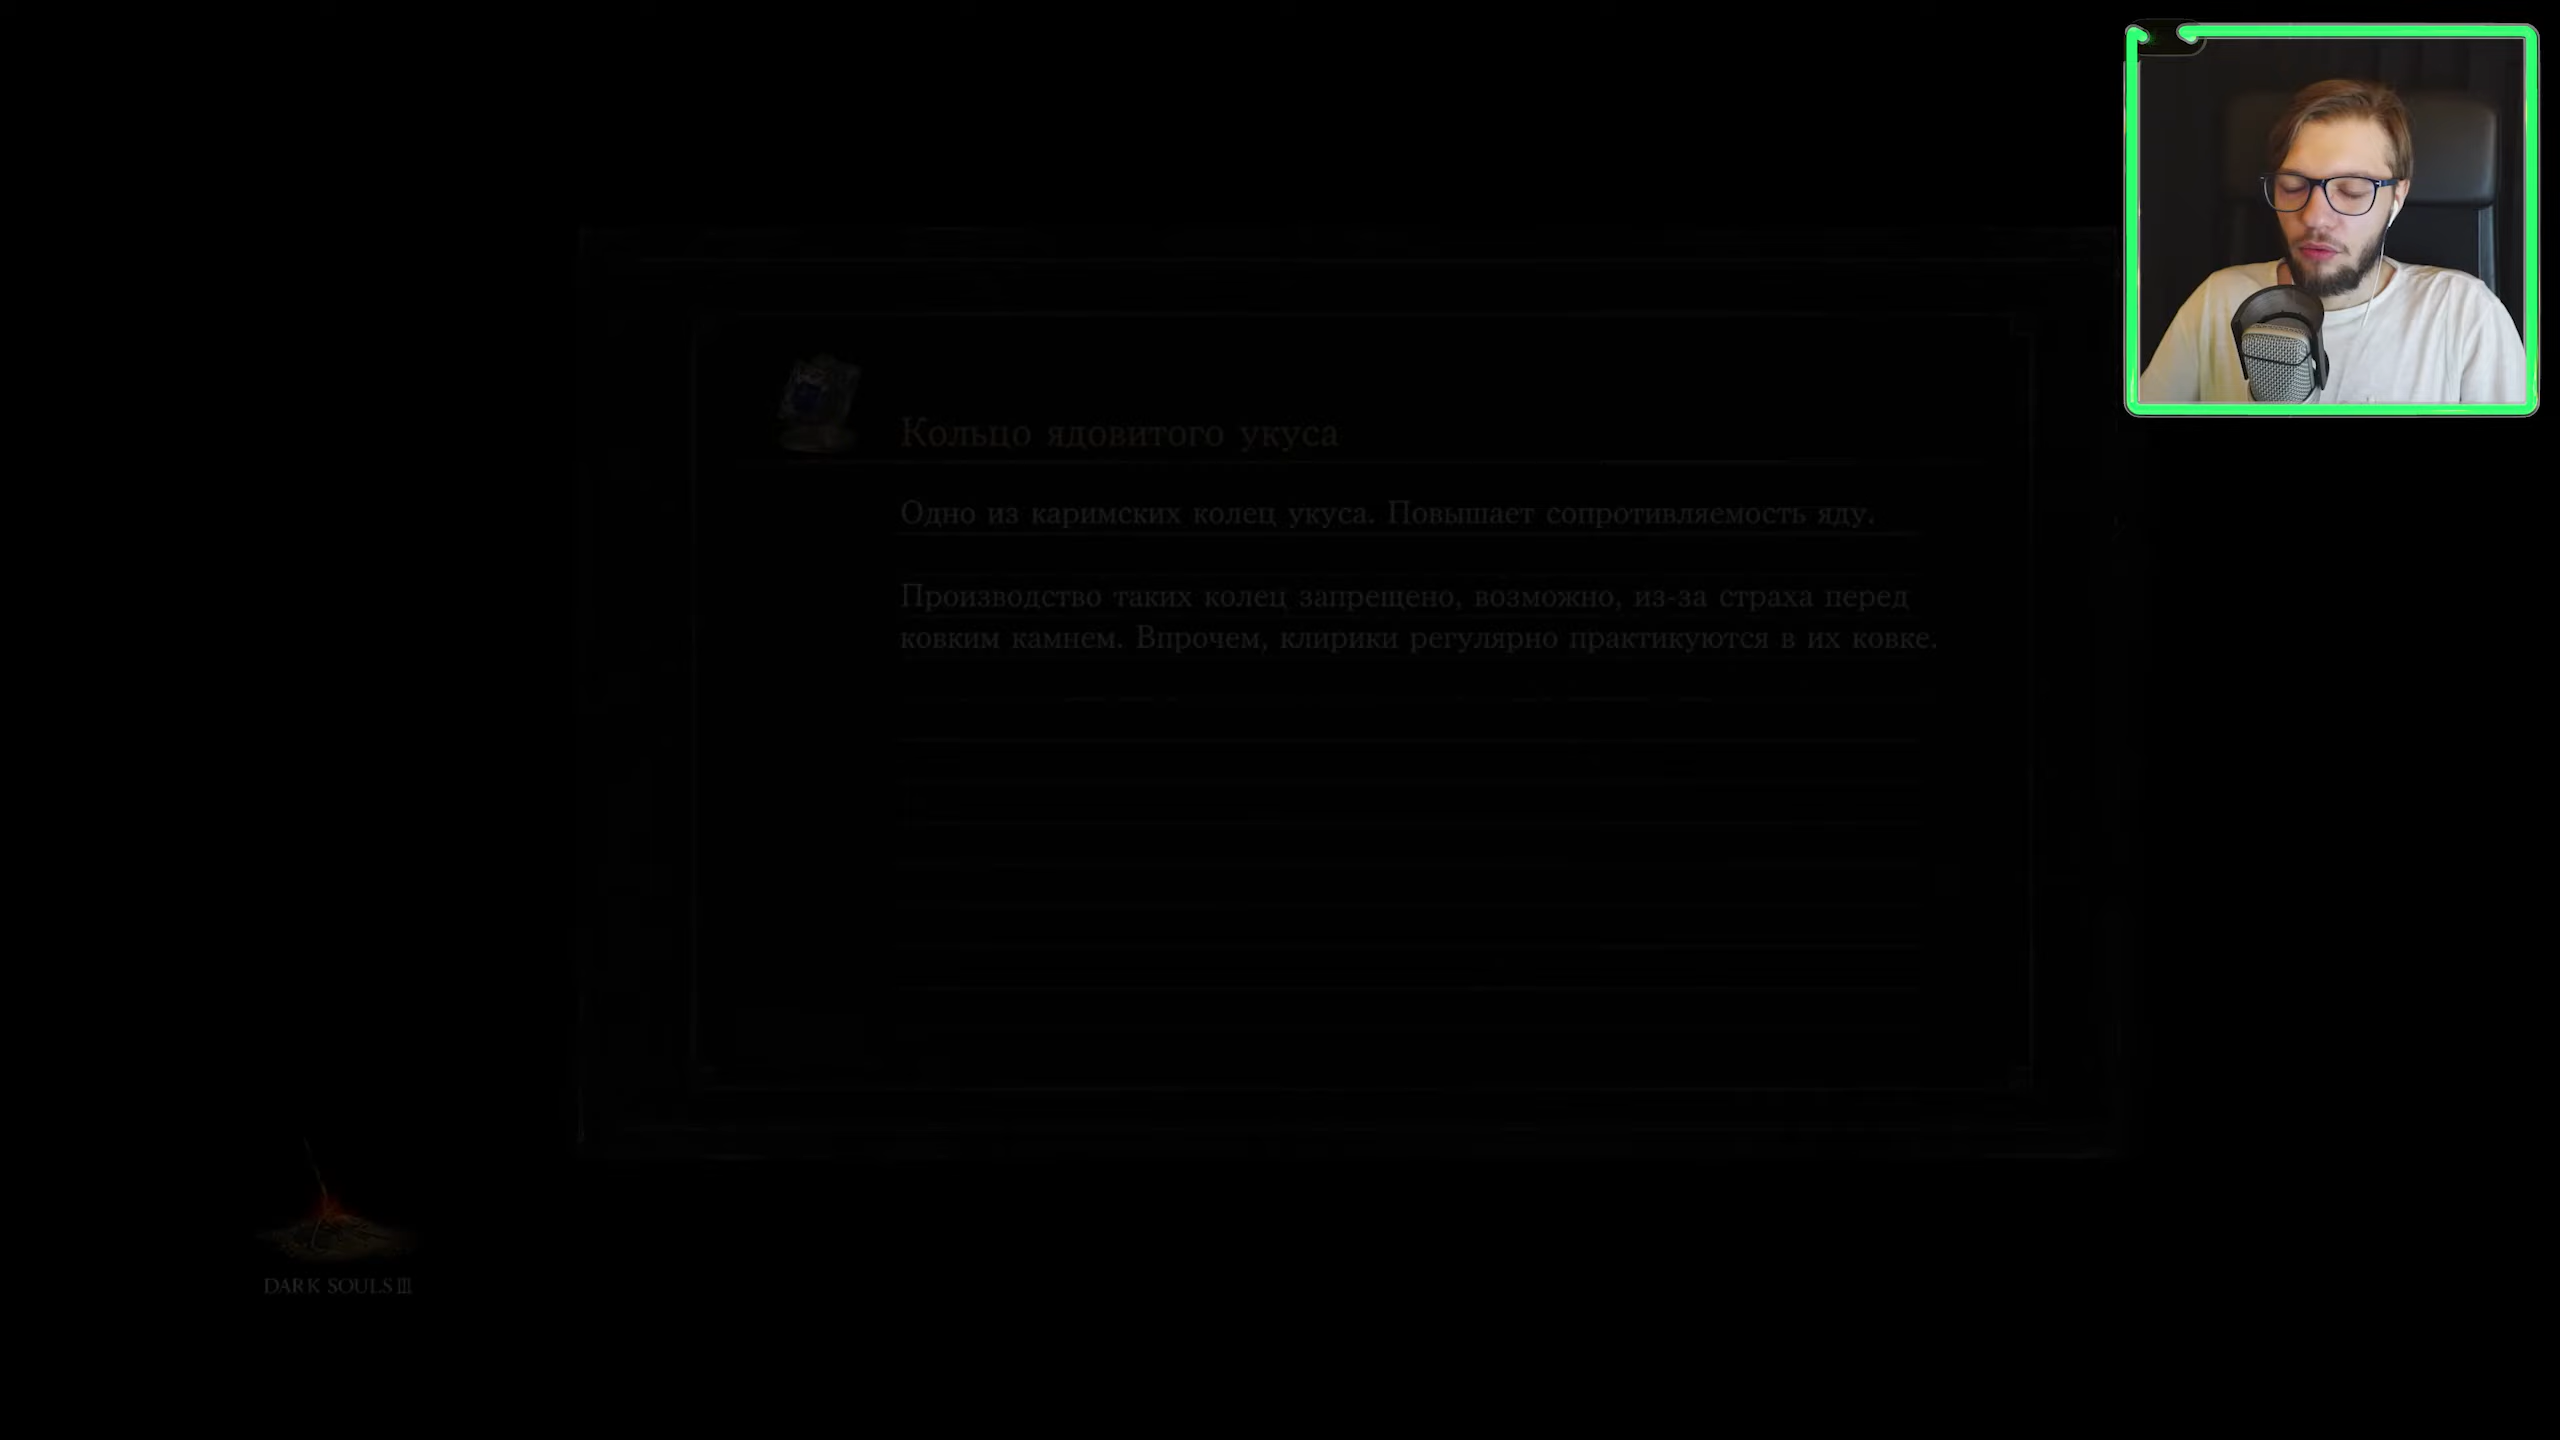 Кольцо ядовитого укуса
Одно из каримских колец укуса. Повышает сопротивляемость яду.
Производство таких колец запрещено, возможно, из-за страха перед
ковким камнем. Впрочем, клирики регулярно практикуются в их ковке.
DARK SOULS III